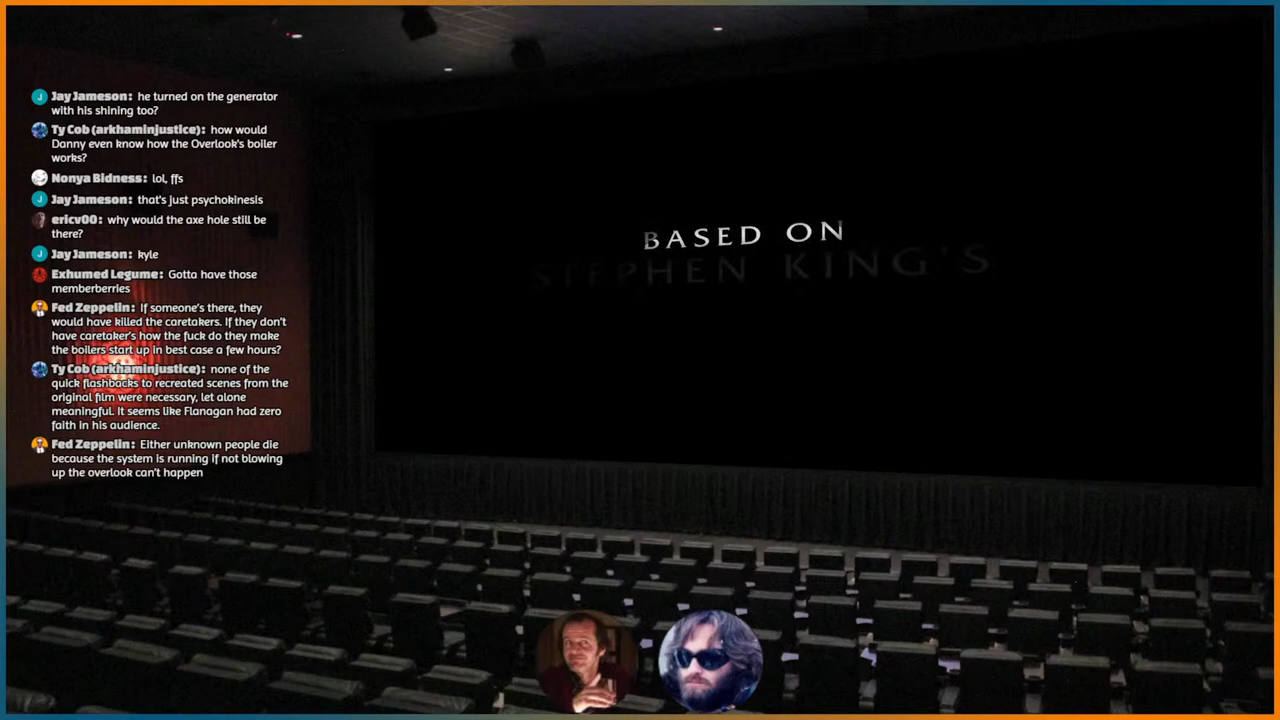 J Jay Jameson: he turned on the generator
with his shining too?
Ty Cob (arkhaminjustice): how would
Danny even know how the Overlook's boiler
works?
Nonya Bidness: lol, ffs
J Jay Jameson: that's just psychokinesis
ericv00: why would the axe hole still be
there?
J Jay Jameson: kyle
Exhumed Legume: Gotta have those
memberberries
Fed Zeppelin: If someone's there, they
would have killed the caretakers. If they don't
have caretaker's how the fuck do they make
the boilers start up in best case a few hours?
Ty Cob (arkhaminjustice): none of the
quick flashbacks to recreated scenes from the
original film were necessary, let alone
meaningful. It seems like Flanagan had zero
faith in his audience.
Fed Zeppelin: Either unknown people die
because the system is running if not blowing
up the overlook can't happen
BASED ON
STEPHEN KING'S